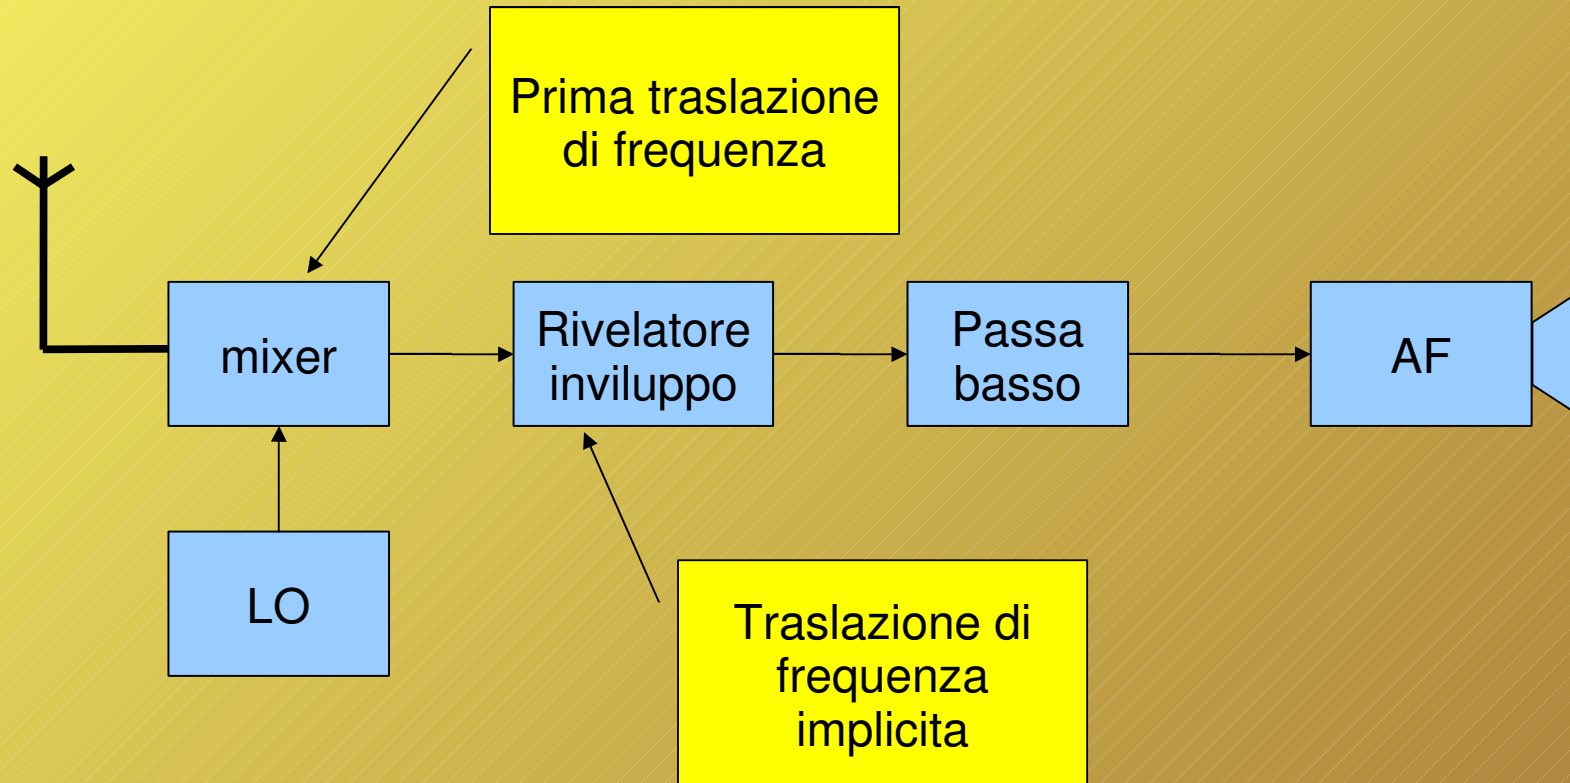 Prima traslazione
di frequenza
mixer
Rivelatore
inviluppo
Passa
basso
AF
LO
Traslazione di
frequenza
implicita